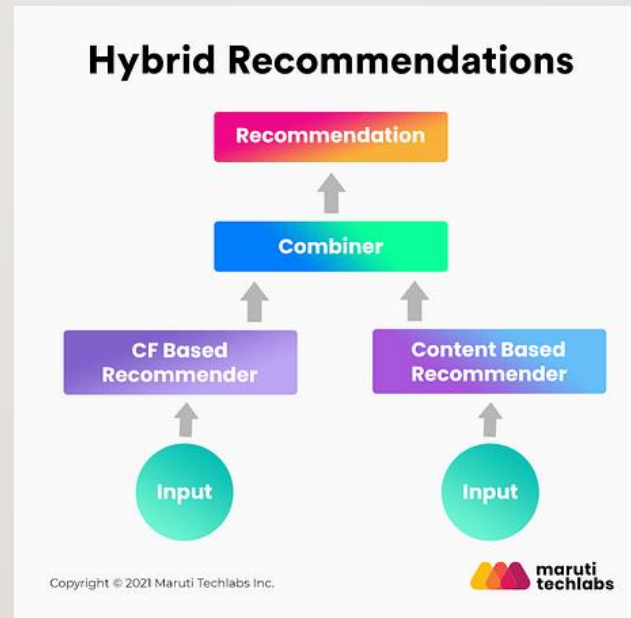 Hybrid Recommendations
Recommendation
Combiner
CF Based
Recommender
Content Based
Recommender
Input
Input
Copyright © 2021 Maruti Techlabs Inc.
maruti
techlabs